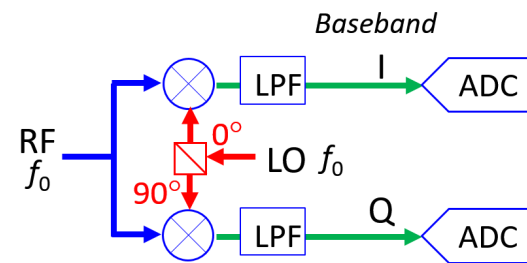 Baseband
I
LPF
ADC
0°
RF
f₀
LO f₀
90°
Q
LPF
ADC